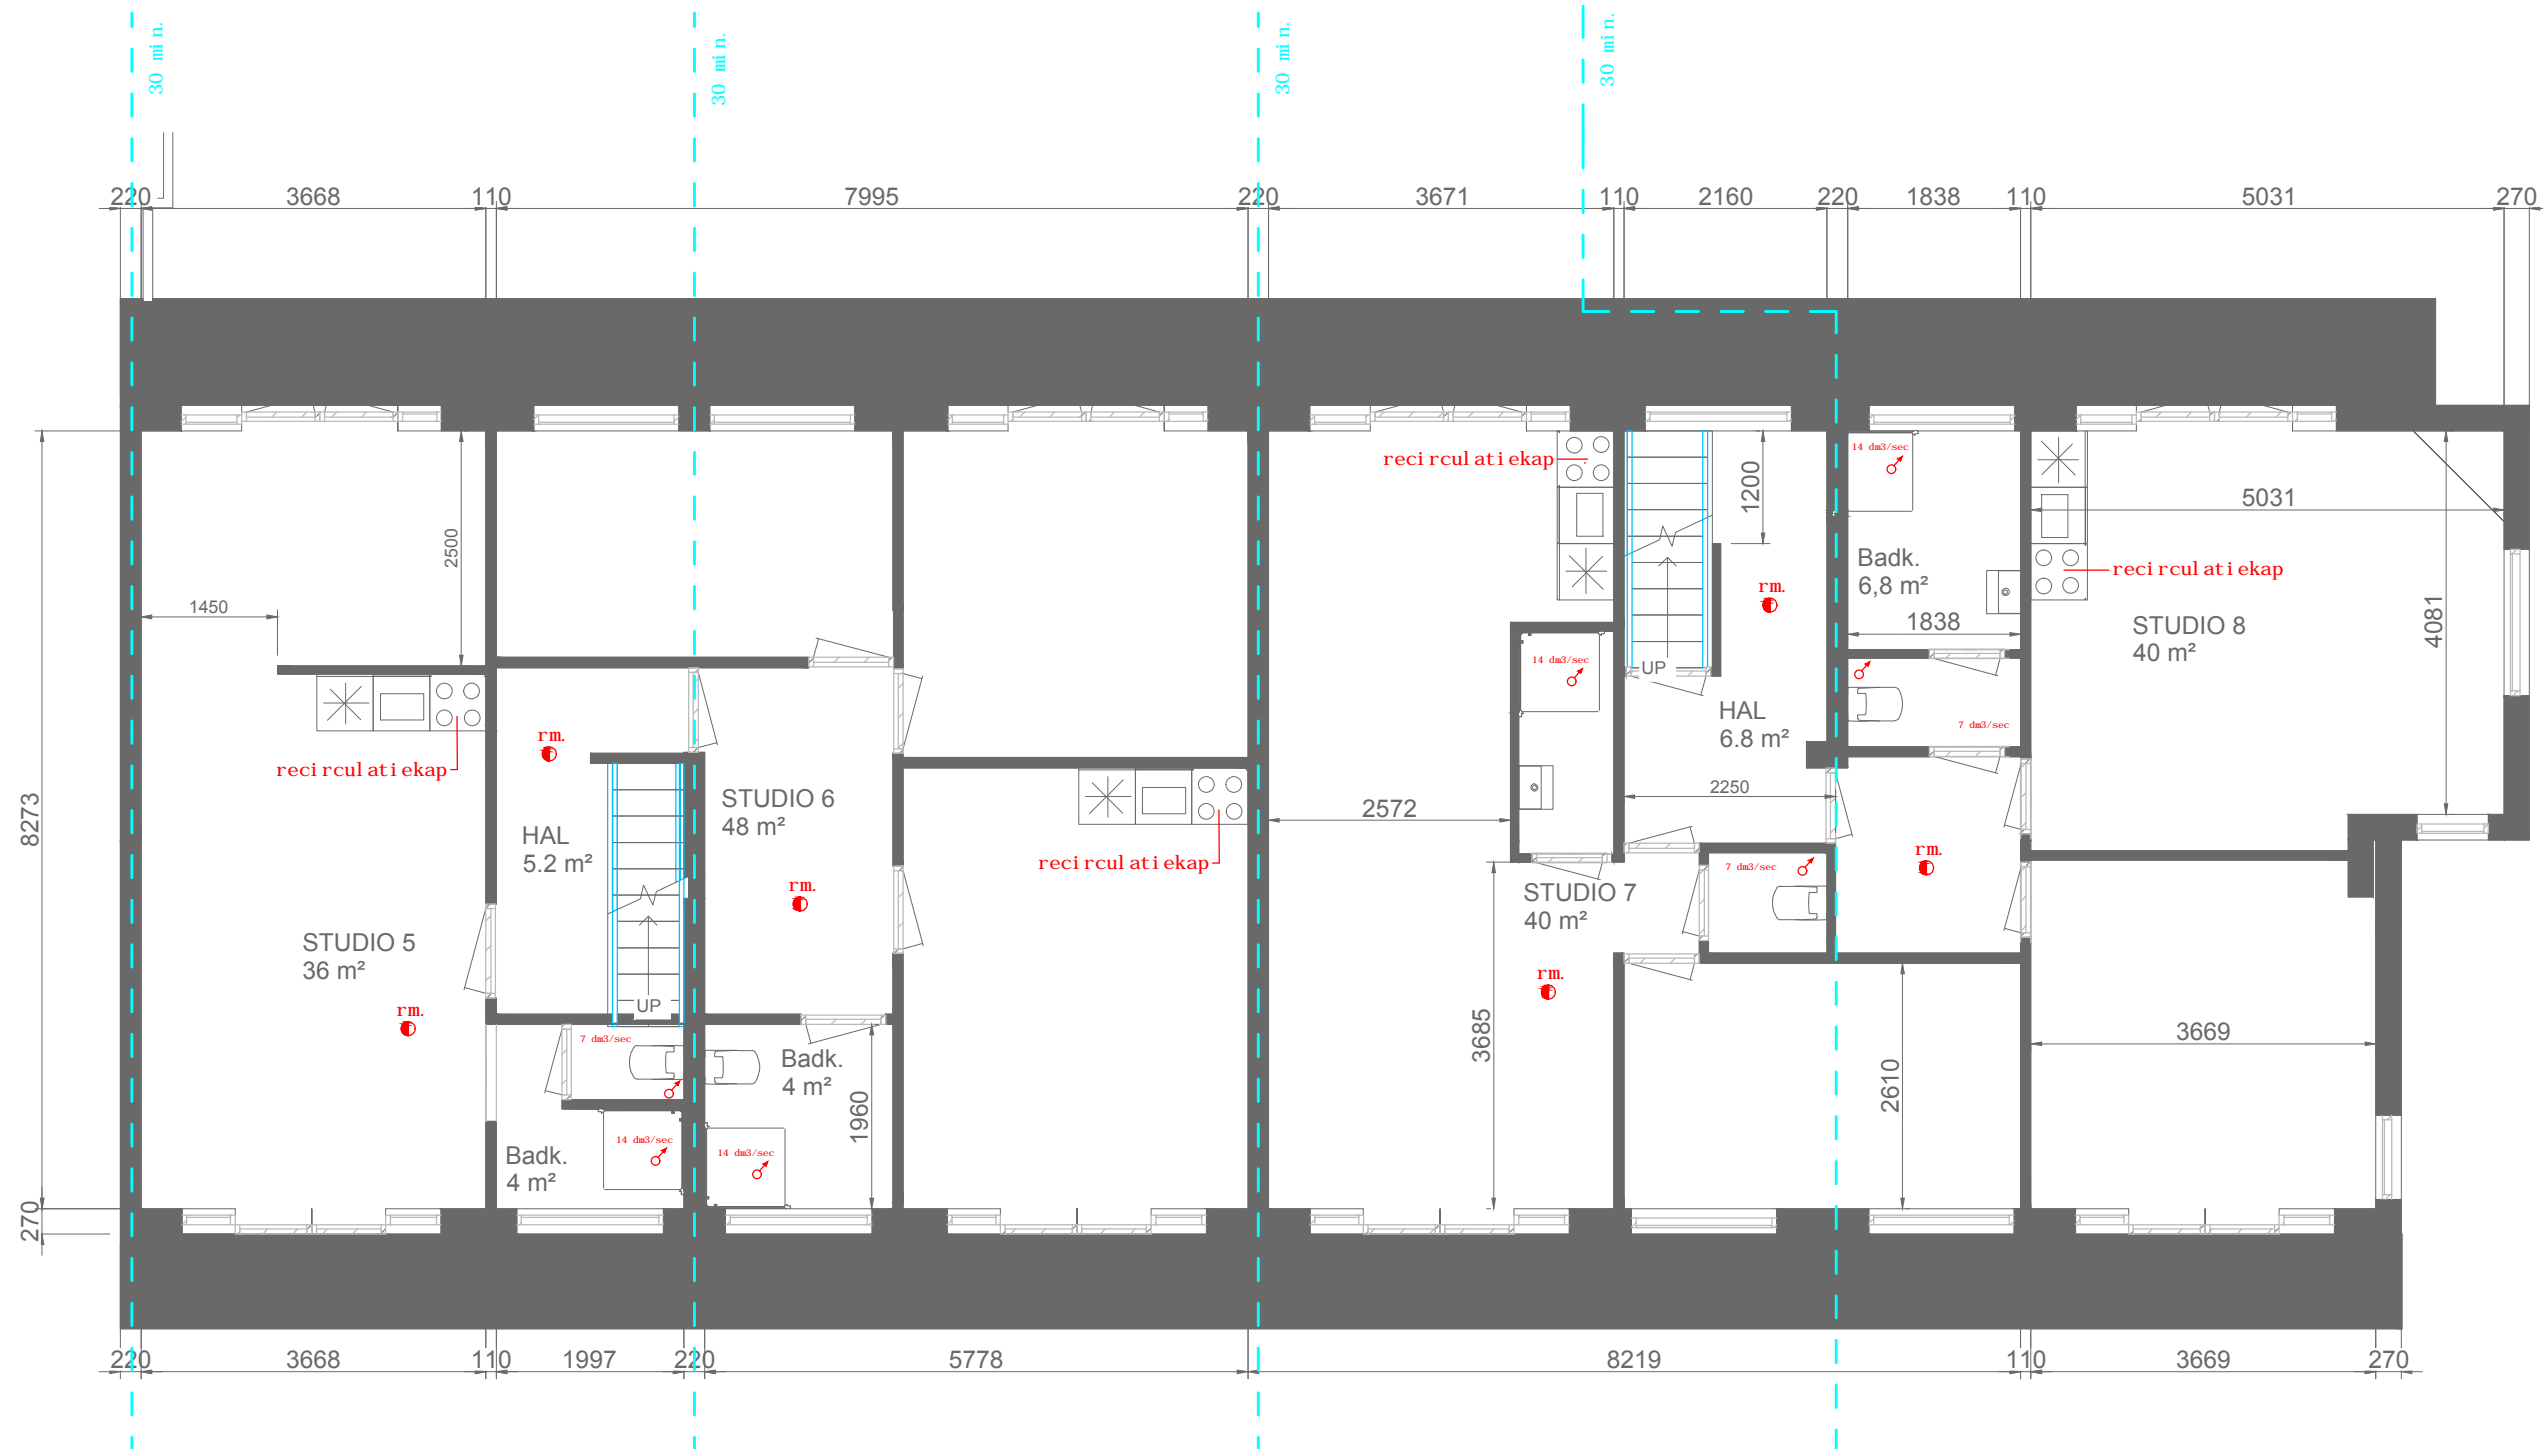 30 min.
30 min.
30 min.
30 min.
220
3668
110
7995
220
3671
110
2160
220
1838
110
5031
270
recirculatiekap
14 dm3/sec
1200
2500
5031
Badk.
6,8 m²
recirculatiekap
rm.
1450
1838
STUDIO 8
40 m²
4081
14 dm3/sec
UP
HAL
6.8 m²
7 dm3/sec
rm.
recirculatiekap
STUDIO 6
48 m²
2250
2572
8273
HAL
5.2 m²
recirculatiekap
rm.
7 dm3/sec
rm.
STUDIO 7
40 m²
STUDIO 5
36 m²
rm.
UP
rm.
3685
3669
7 dm3/sec
Badk.
4 m²
2610
1960
14 dm3/sec
14 dm3/sec
Badk.
4 m²
270
220
3668
110
1997
220
5778
8219
110
3669
270